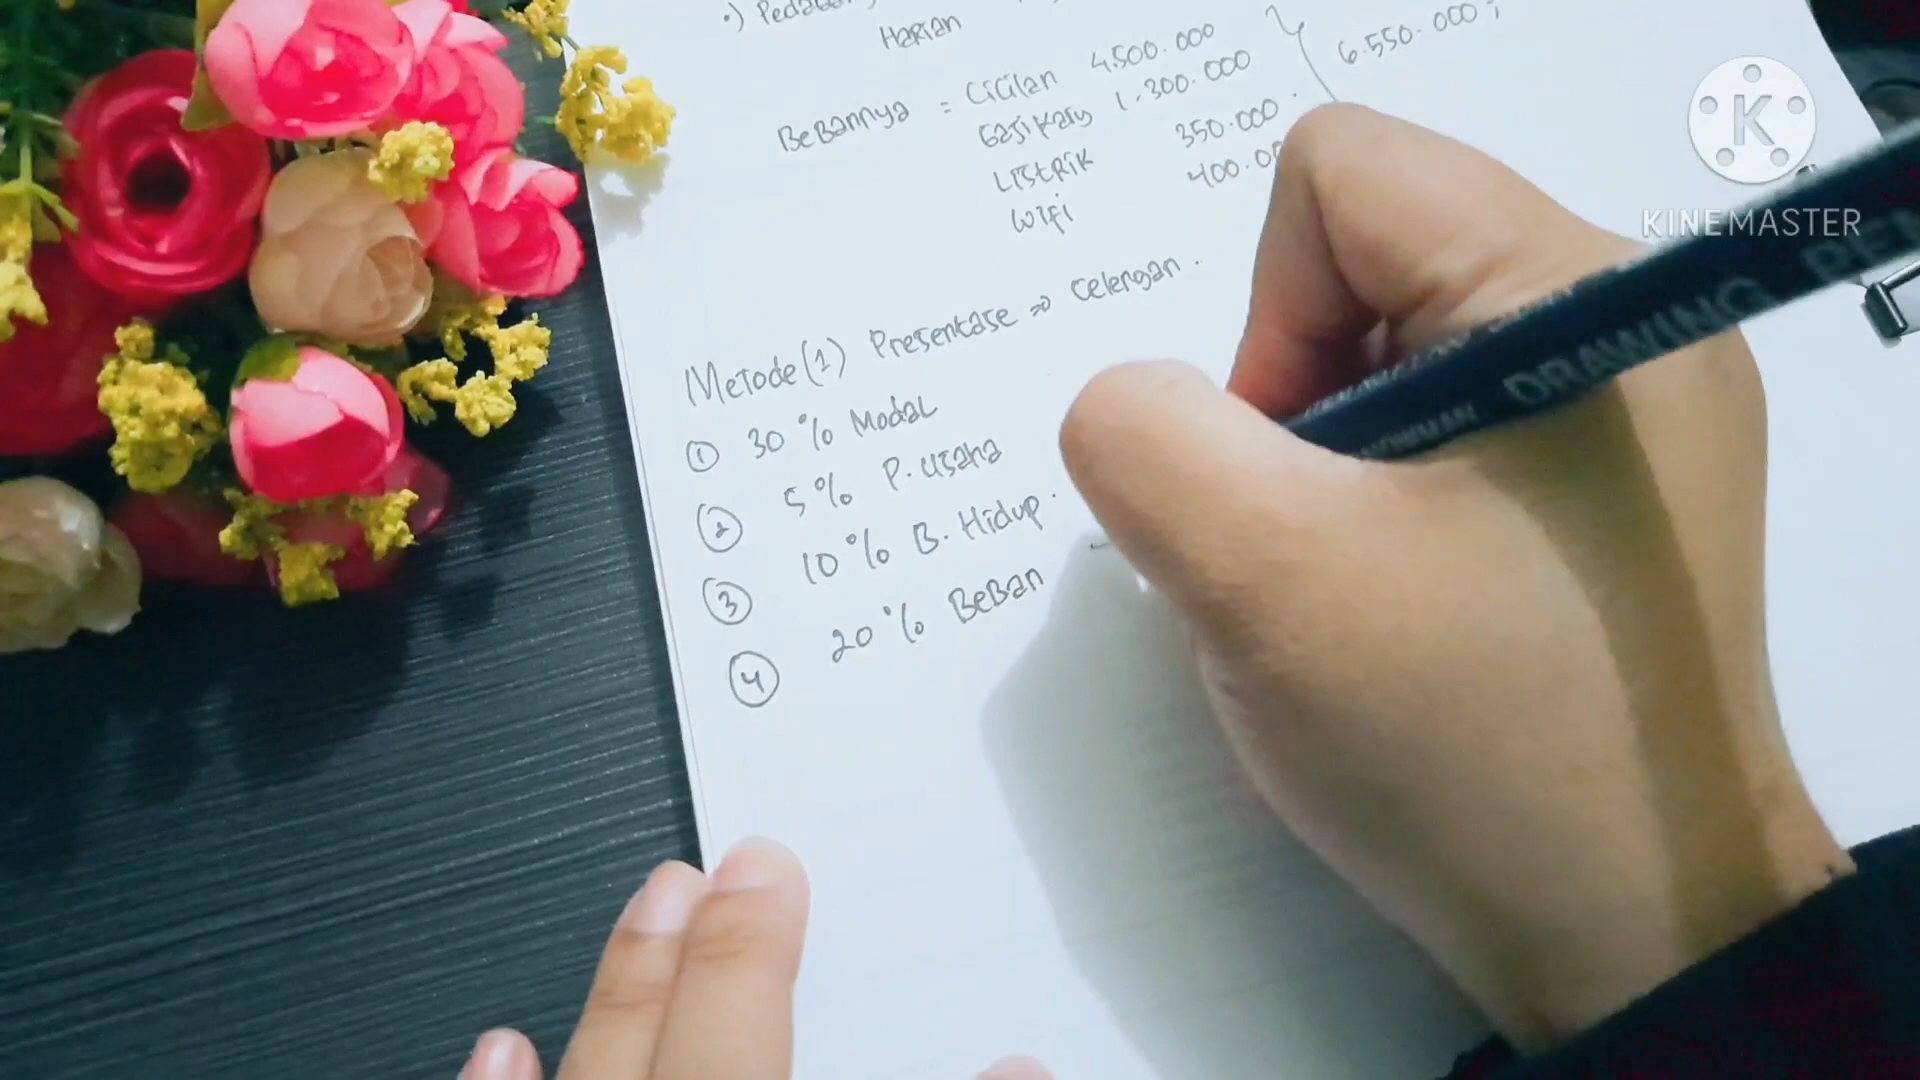 Harian
BeBannya = Cicilan 4.500.000
Gaji Kary 1.300.000
Listrik 350.000
Wifi
6.550.000
Metode (1) Presentase => Celengan.
① 30 % Modal
② 5 % P. Usaha
③ 10 % B. Hidup.
④ 20 % BeBan
K
KINEMASTER
DRAWING